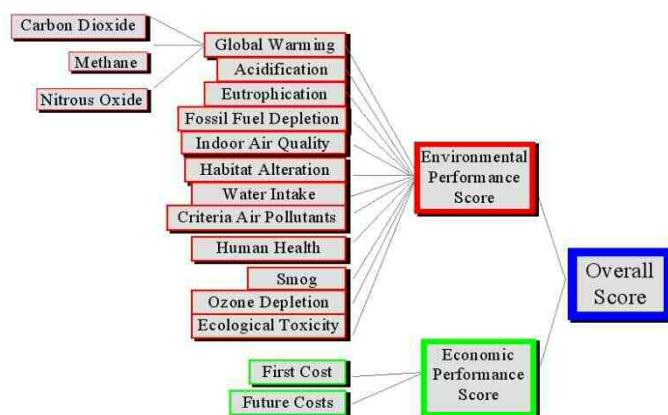 Carbon Dioxide
Methane
Nitrous Oxide
Global Warming
Acidification
Eutrophication
Fossil Fuel Depletion
Indoor Air Quality
Habitat Alteration
Water Intake
Criteria Air Pollutants
Human Health
Smog
Ozone Depletion
Ecological Toxicity
First Cost
Future Costs
Environmental
Performance
Score
Economic
Performance
Score
Overall
Score